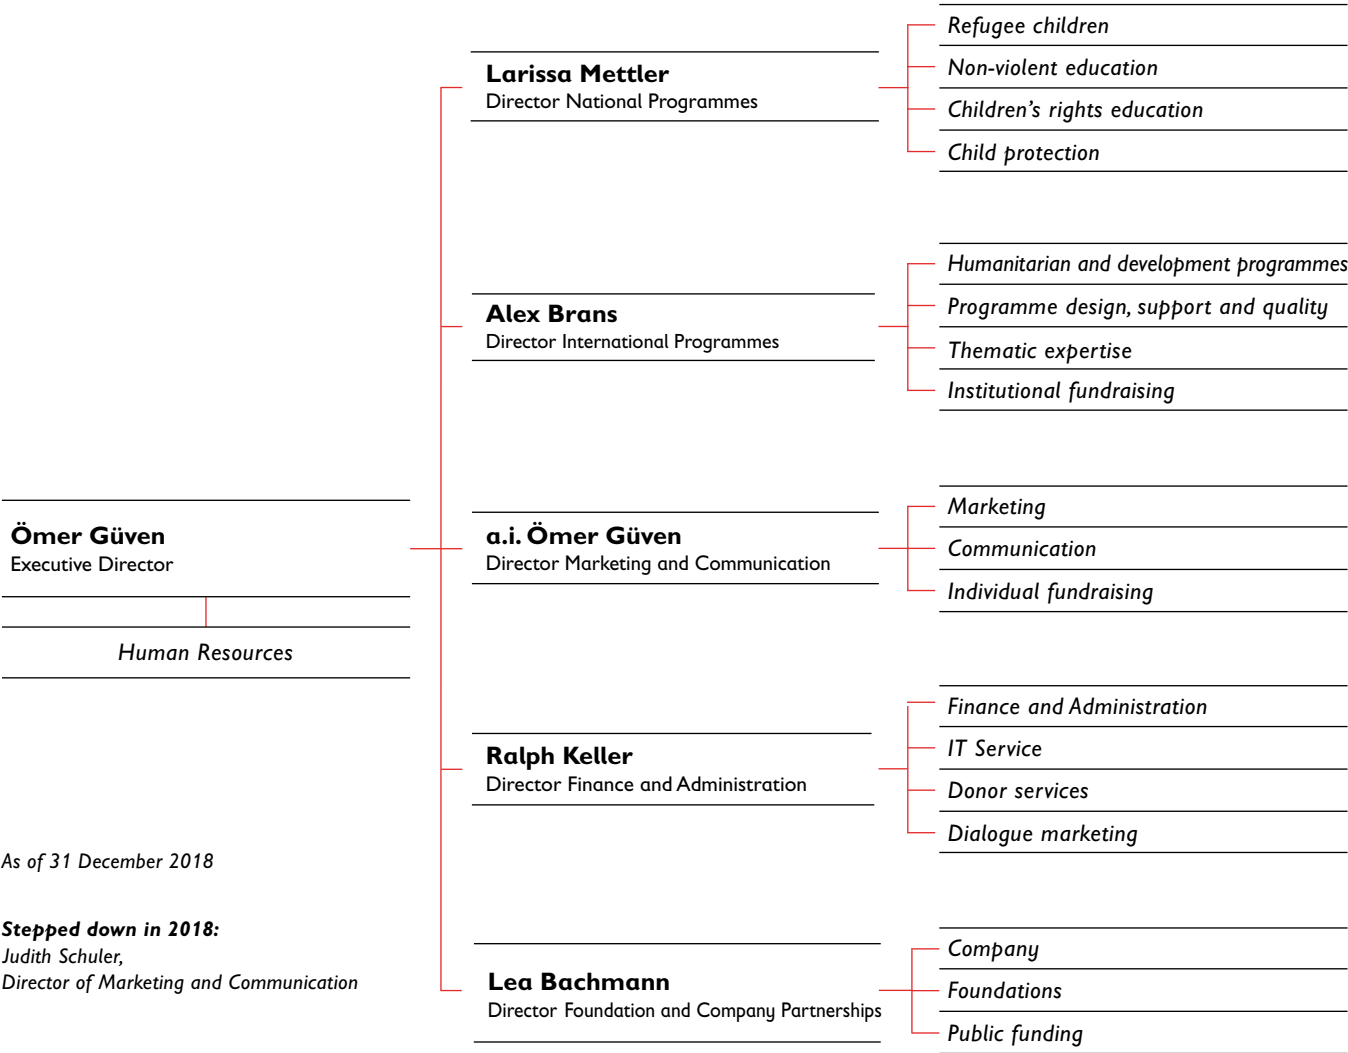 Refugee children
Larissa Mettler
Director National Programmes
Non-violent education
Children’s rights education
Child protection
Humanitarian and development programmes
Alex Brans
Director International Programmes
Programme design, support and quality
Thematic expertise
Institutional fundraising
Ömer Güven
Executive Director
Human Resources
a.i. Ömer Güven
Director Marketing and Communication
Marketing
Communication
Individual fundraising
Ralph Keller
Director Finance and Administration
Finance and Administration
IT Service
Donor services
Dialogue marketing
As of 31 December 2018
Stepped down in 2018:
Judith Schuler,
Director of Marketing and Communication
Lea Bachmann
Director Foundation and Company Partnerships
Company
Foundations
Public funding